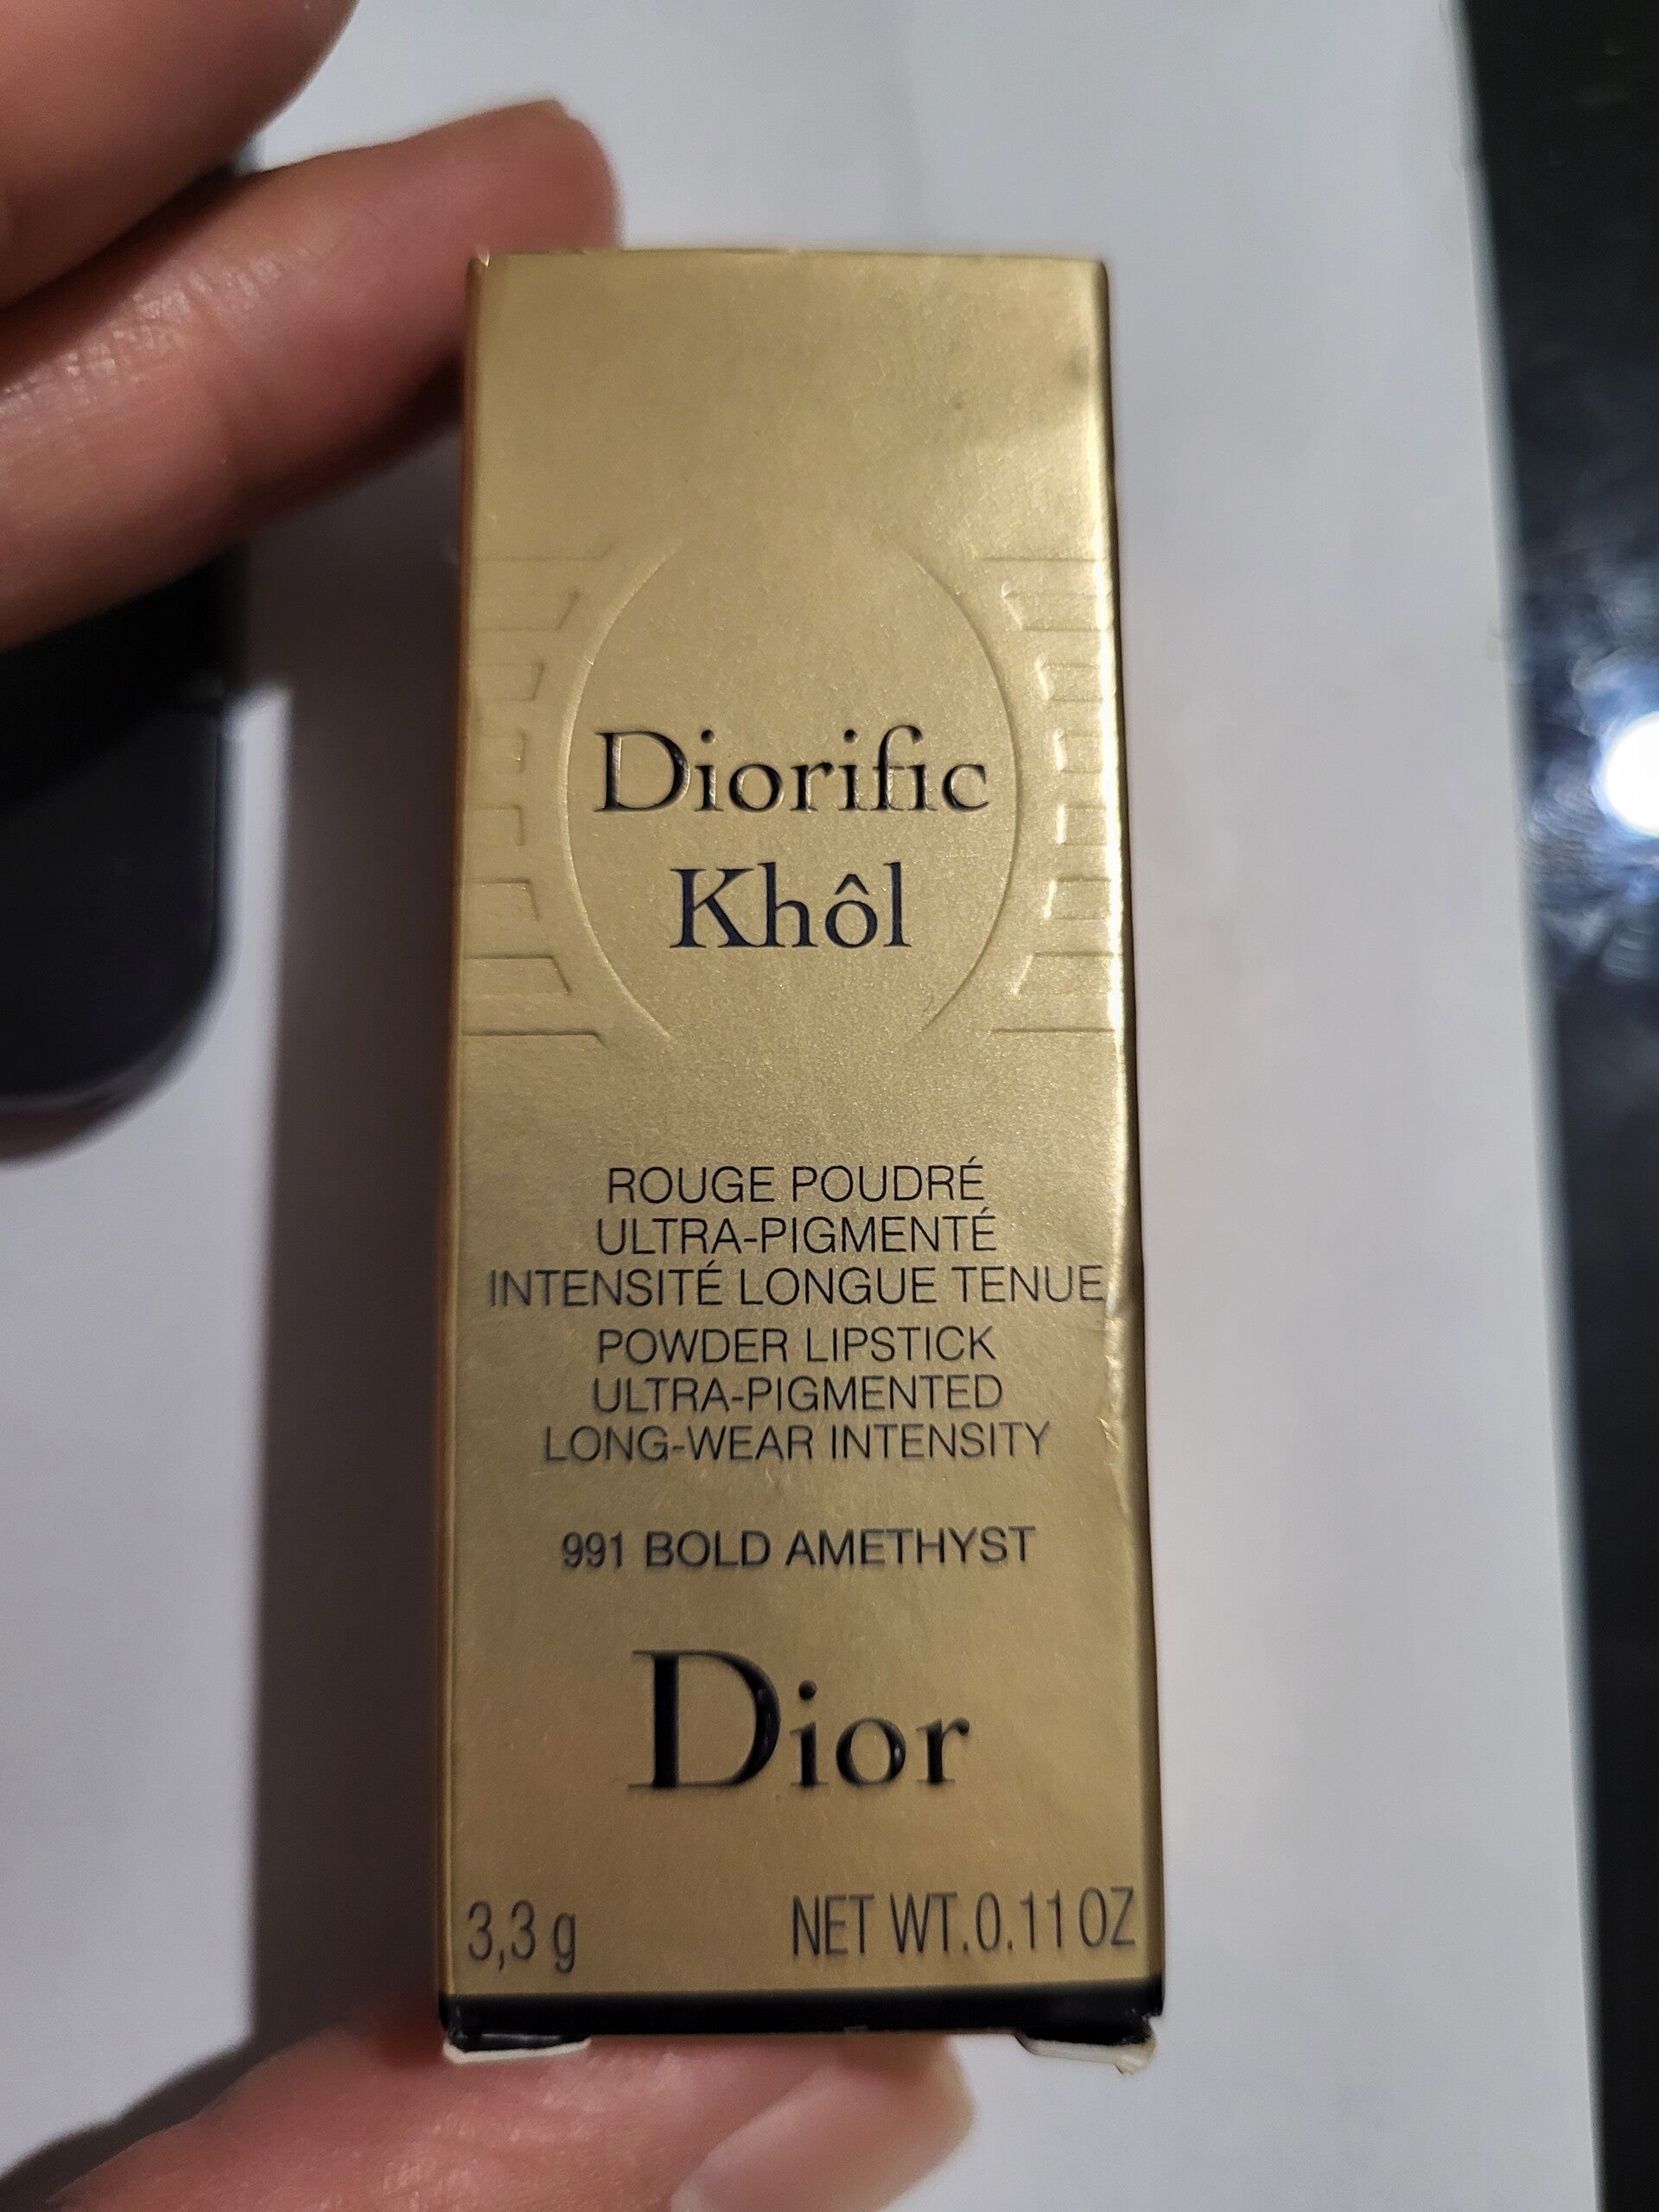 Diorific
Khôl
ROUGE POUDRÉ
ULTRA-PIGMENTÉ
INTENSITÉ LONGUE TENUE
POWDER LIPSTICK
ULTRA-PIGMENTED
LONG-WEAR INTENSITY
991 BOLD AMETHYST
Dior
3,3 g NET WT.0.11 OZ